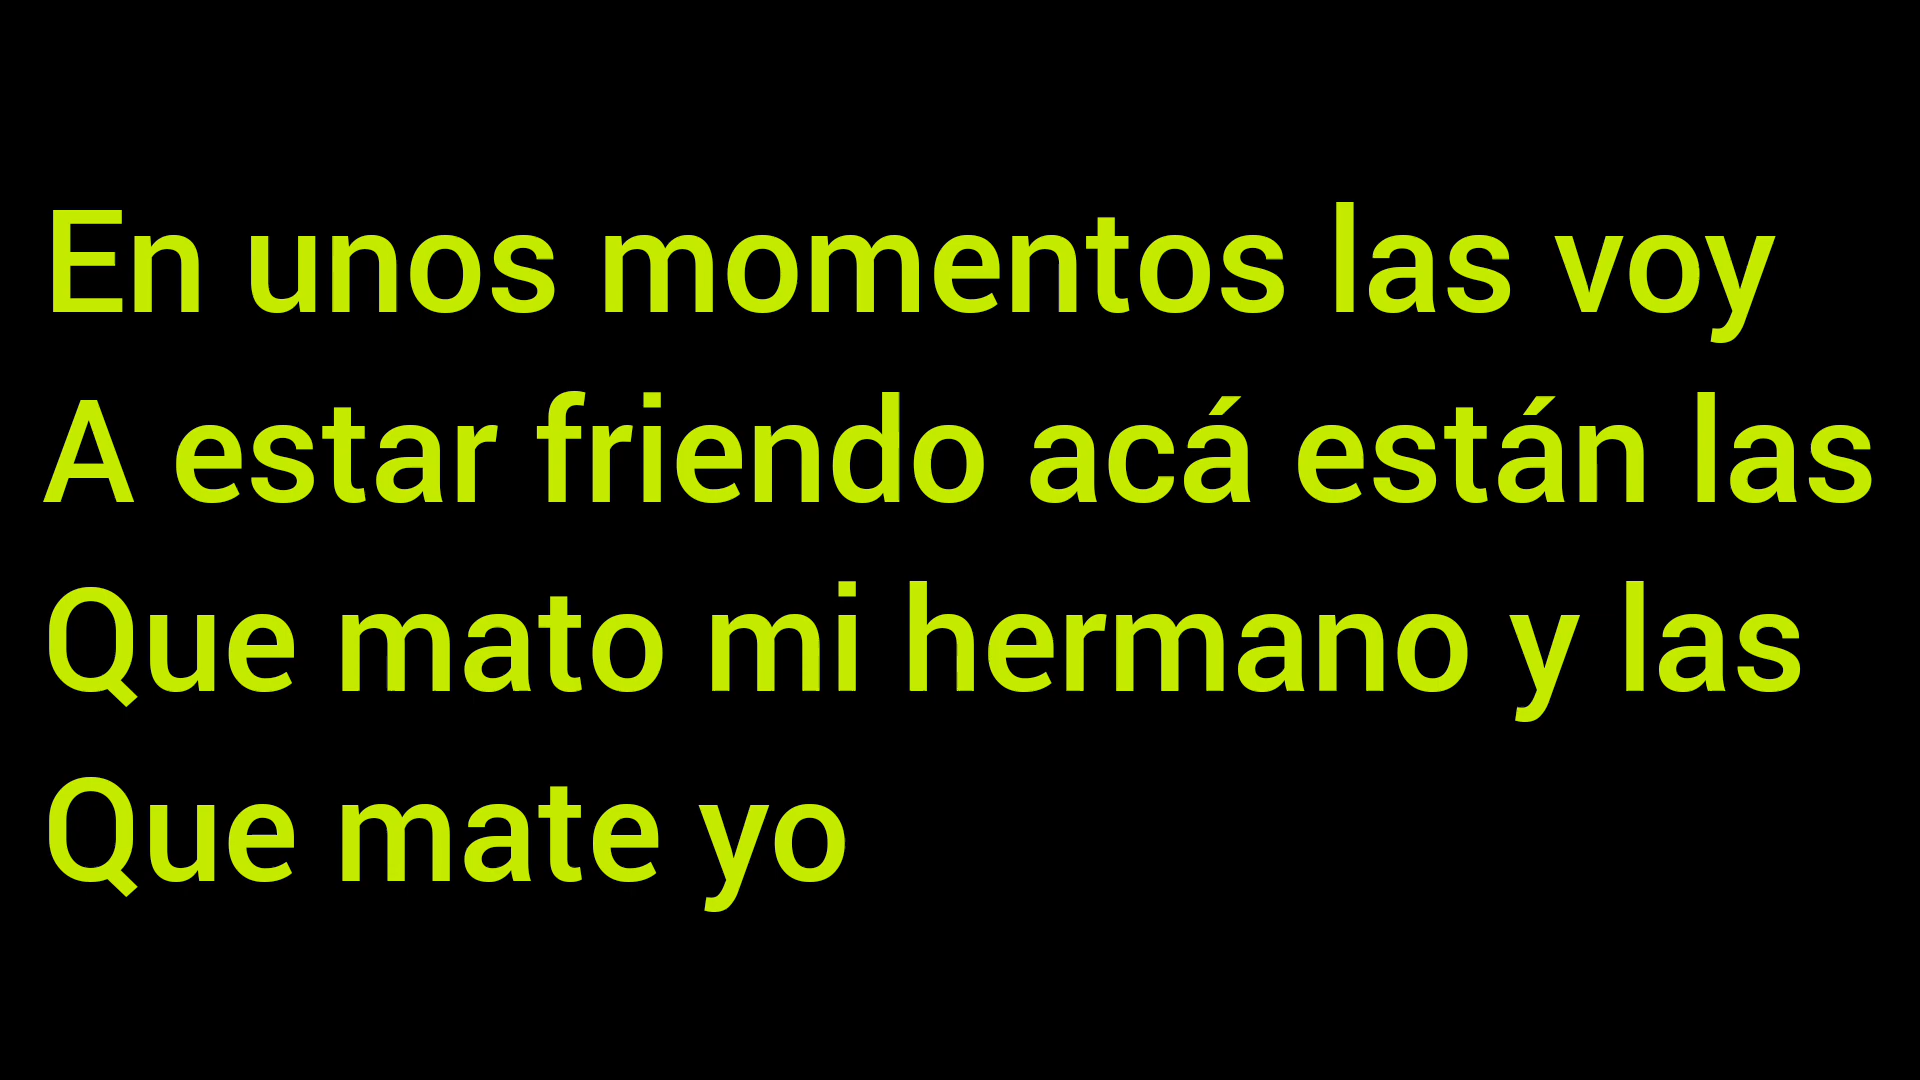 En unos momentos las voy
A estar friendo acá están las
Que mato mi hermano y las
Que mate yo